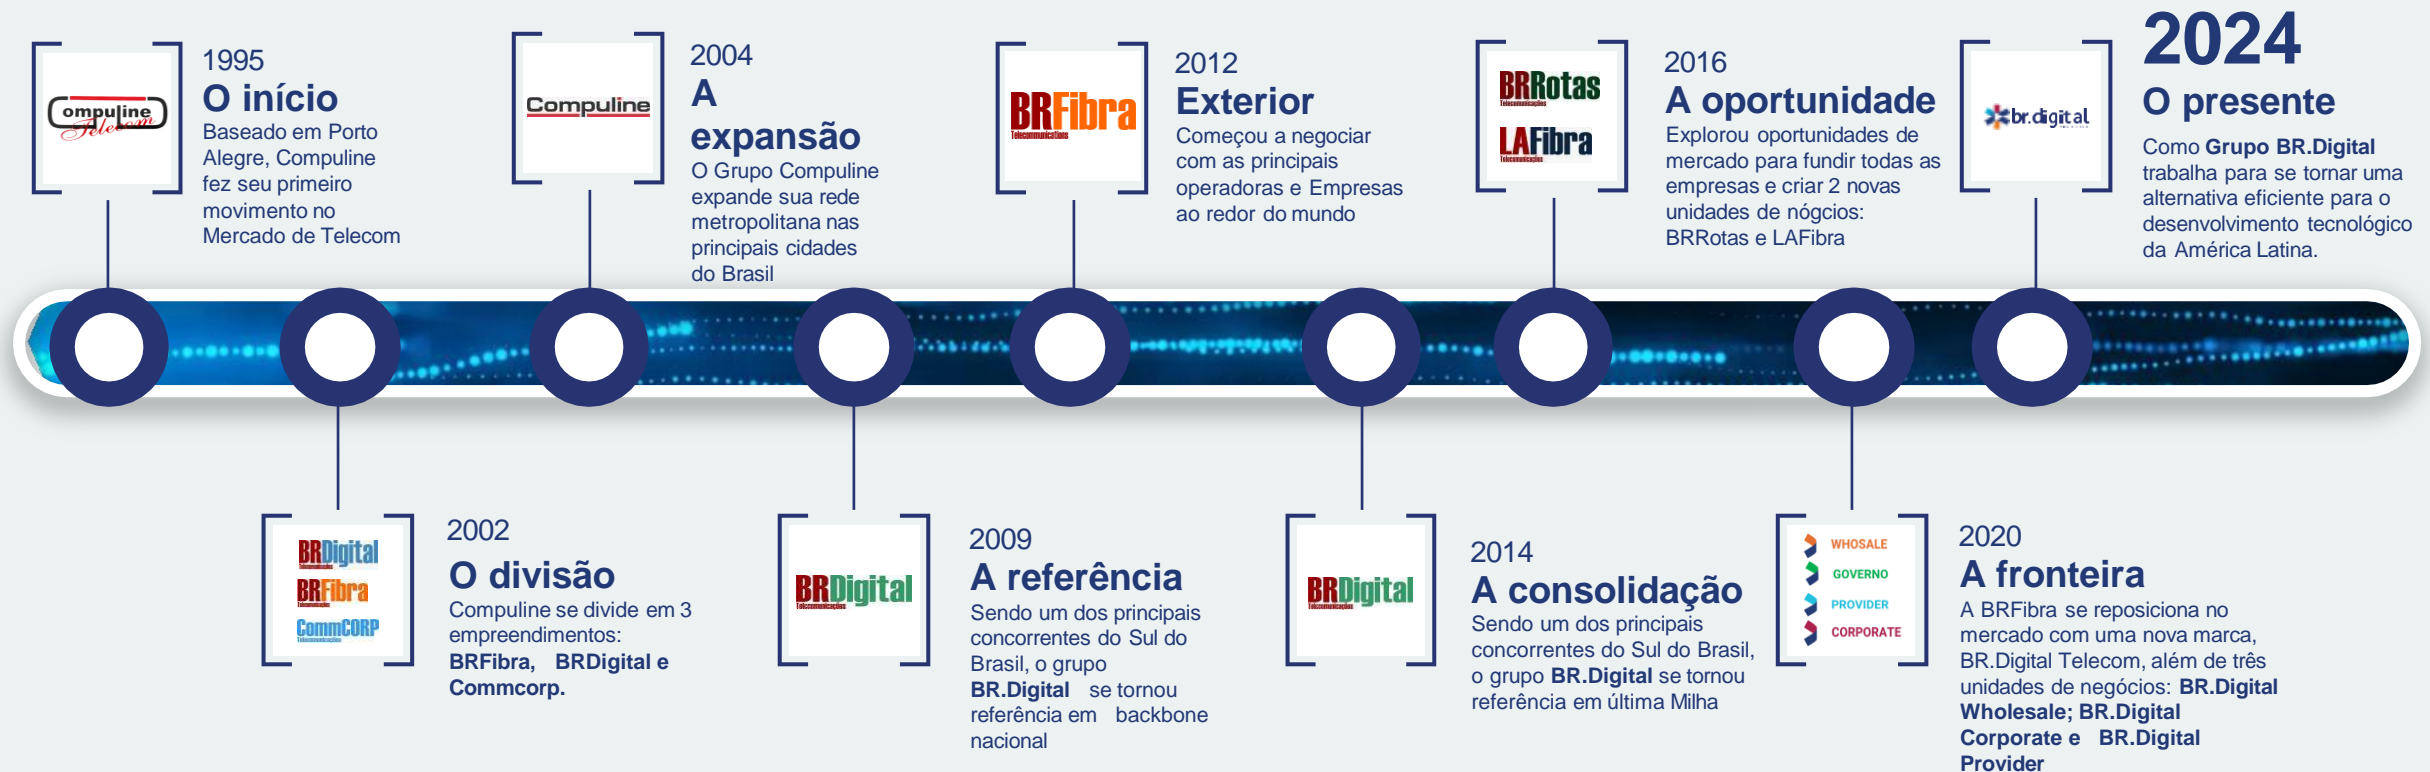 ompuline
Telecom
1995
O início
Baseado em Porto
Alegre, Compuline
fez seu primeiro
movimento no
Mercado de Telecom
BRDigital
Telecomunicações
BRFibra
Telecomunicações
CommCORP
Telecomunicações
2002
O divisão
Compuline se divide em 3
empreendimentos:
BRFibra, BRDigital e
Commcorp.
Compuline
2004
A
expansão
O Grupo Compuline
expande sua rede
metropolitana nas
principais cidades
do Brasil
BRDigital
Telecomunicações
2009
A referência
Sendo um dos principais
concorrentes do Sul do
Brasil, o grupo
BR.Digital se tornou
referência em backbone
nacional
BRFibra
Telecommunications
2012
Exterior
Começou a negociar
com as principais
operadoras e Empresas
ao redor do mundo
BRDigital
Telecomunicações
2014
A consolidação
Sendo um dos principais
concorrentes do Sul do Brasil,
o grupo BR.Digital se tornou
referência em última Milha
BRRotas
Telecomunicações
LAFibra
Telecomunicações
2016
A oportunidade
Explorou oportunidades de
mercado para fundir todas as
empresas e criar 2 novas
unidades de nógcios:
BRRotas e LAFibra
WHOSALE
GOVERNO
PROVIDER
CORPORATE
2020
A fronteira
A BRFibra se reposiciona no
mercado com uma nova marca,
BR.Digital Telecom, além de três
unidades de negócios: BR.Digital
Wholesale; BR.Digital
Corporate e BR.Digital
Provider
br.digital
2024
O presente
Como Grupo BR.Digital
trabalha para se tornar uma
alternativa eficiente para o
desenvolvimento tecnológico
da América Latina.